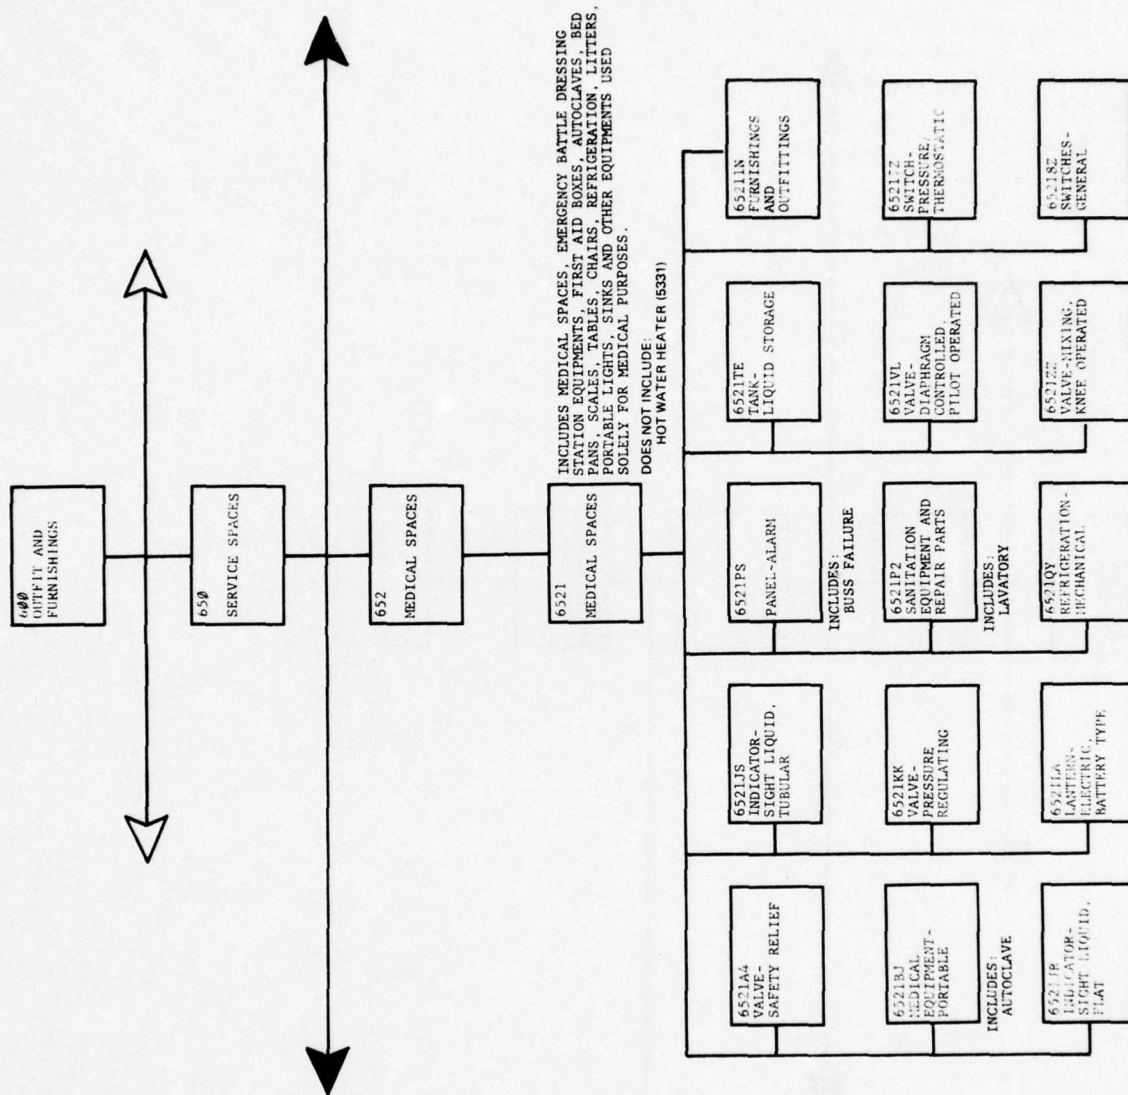 600
OUTFIT AND
FURNISHINGS
650
SERVICE SPACES
652
MEDICAL SPACES
6521
MEDICAL SPACES
INCLUDES MEDICAL SPACES, EMERGENCY BATTLE DRESSING
STATION EQUIPMENTS, FIRST AID BOXES, AUTOCLAVES, BED
PANS, SCALES, TABLES, CHAIRS, REFRIGERATION, LITTERS,
PORTABLE LIGHTS, SINKS AND OTHER EQUIPMENTS USED
SOLELY FOR MEDICAL PURPOSES.
DOES NOT INCLUDE:
HOT WATER HEATER (5331)
6521A4
VALVE-
SAFETY RELIEF
6521BJ
MEDICAL
EQUIPMENT-
PORTABLE
INCLUDES:
AUTOCLAVE
6521JR
INDICATOR-
SIGHT LIQUID,
FLAT
6521JS
INDICATOR-
SIGHT LIQUID,
TUBULAR
6521KK
VALVE-
PRESSURE
REGULATING
6521LA
LANTERN-
ELECTRIC,
BATTERY TYPE
6521PS
PANEL-ALARM
INCLUDES:
BUSS FAILURE
6521P2
SANITATION
EQUIPMENT AND
REPAIR PARTS
INCLUDES:
LAVATORY
6521QY
REFRIGERATION-
MECHANICAL
6521TE
TANK-
LIQUID STORAGE
6521VL
VALVE-
DIAPHRAGM
CONTROLLED,
PILOT OPERATED
6521ZZ
VALVE-MIXING,
KNEE OPERATED
65211N
FURNISHINGS
AND
OUTFITTINGS
65217Z
SWITCH-
PRESSURE/
THERMOSTATIC
65218Z
SWITCHES-
GENERAL